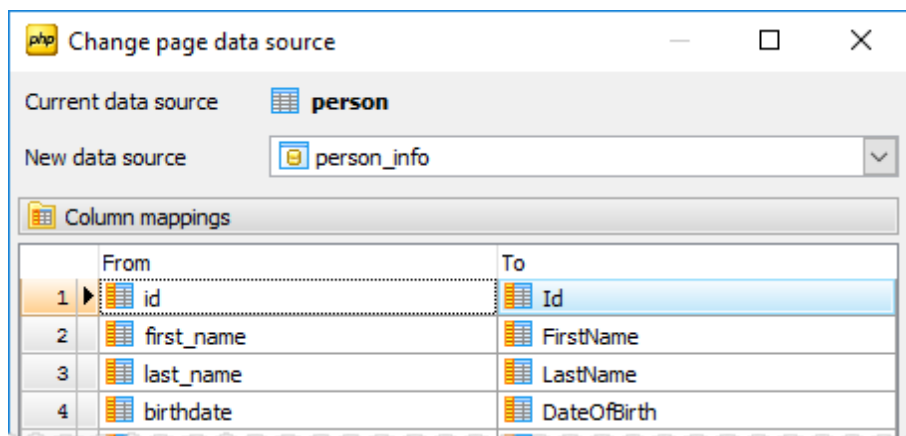 php Change page data source
Current data source person
New data source person_info
Column mappings
From To
1 id Id
2 first_name FirstName
3 last_name LastName
4 birthdate DateOfBirth